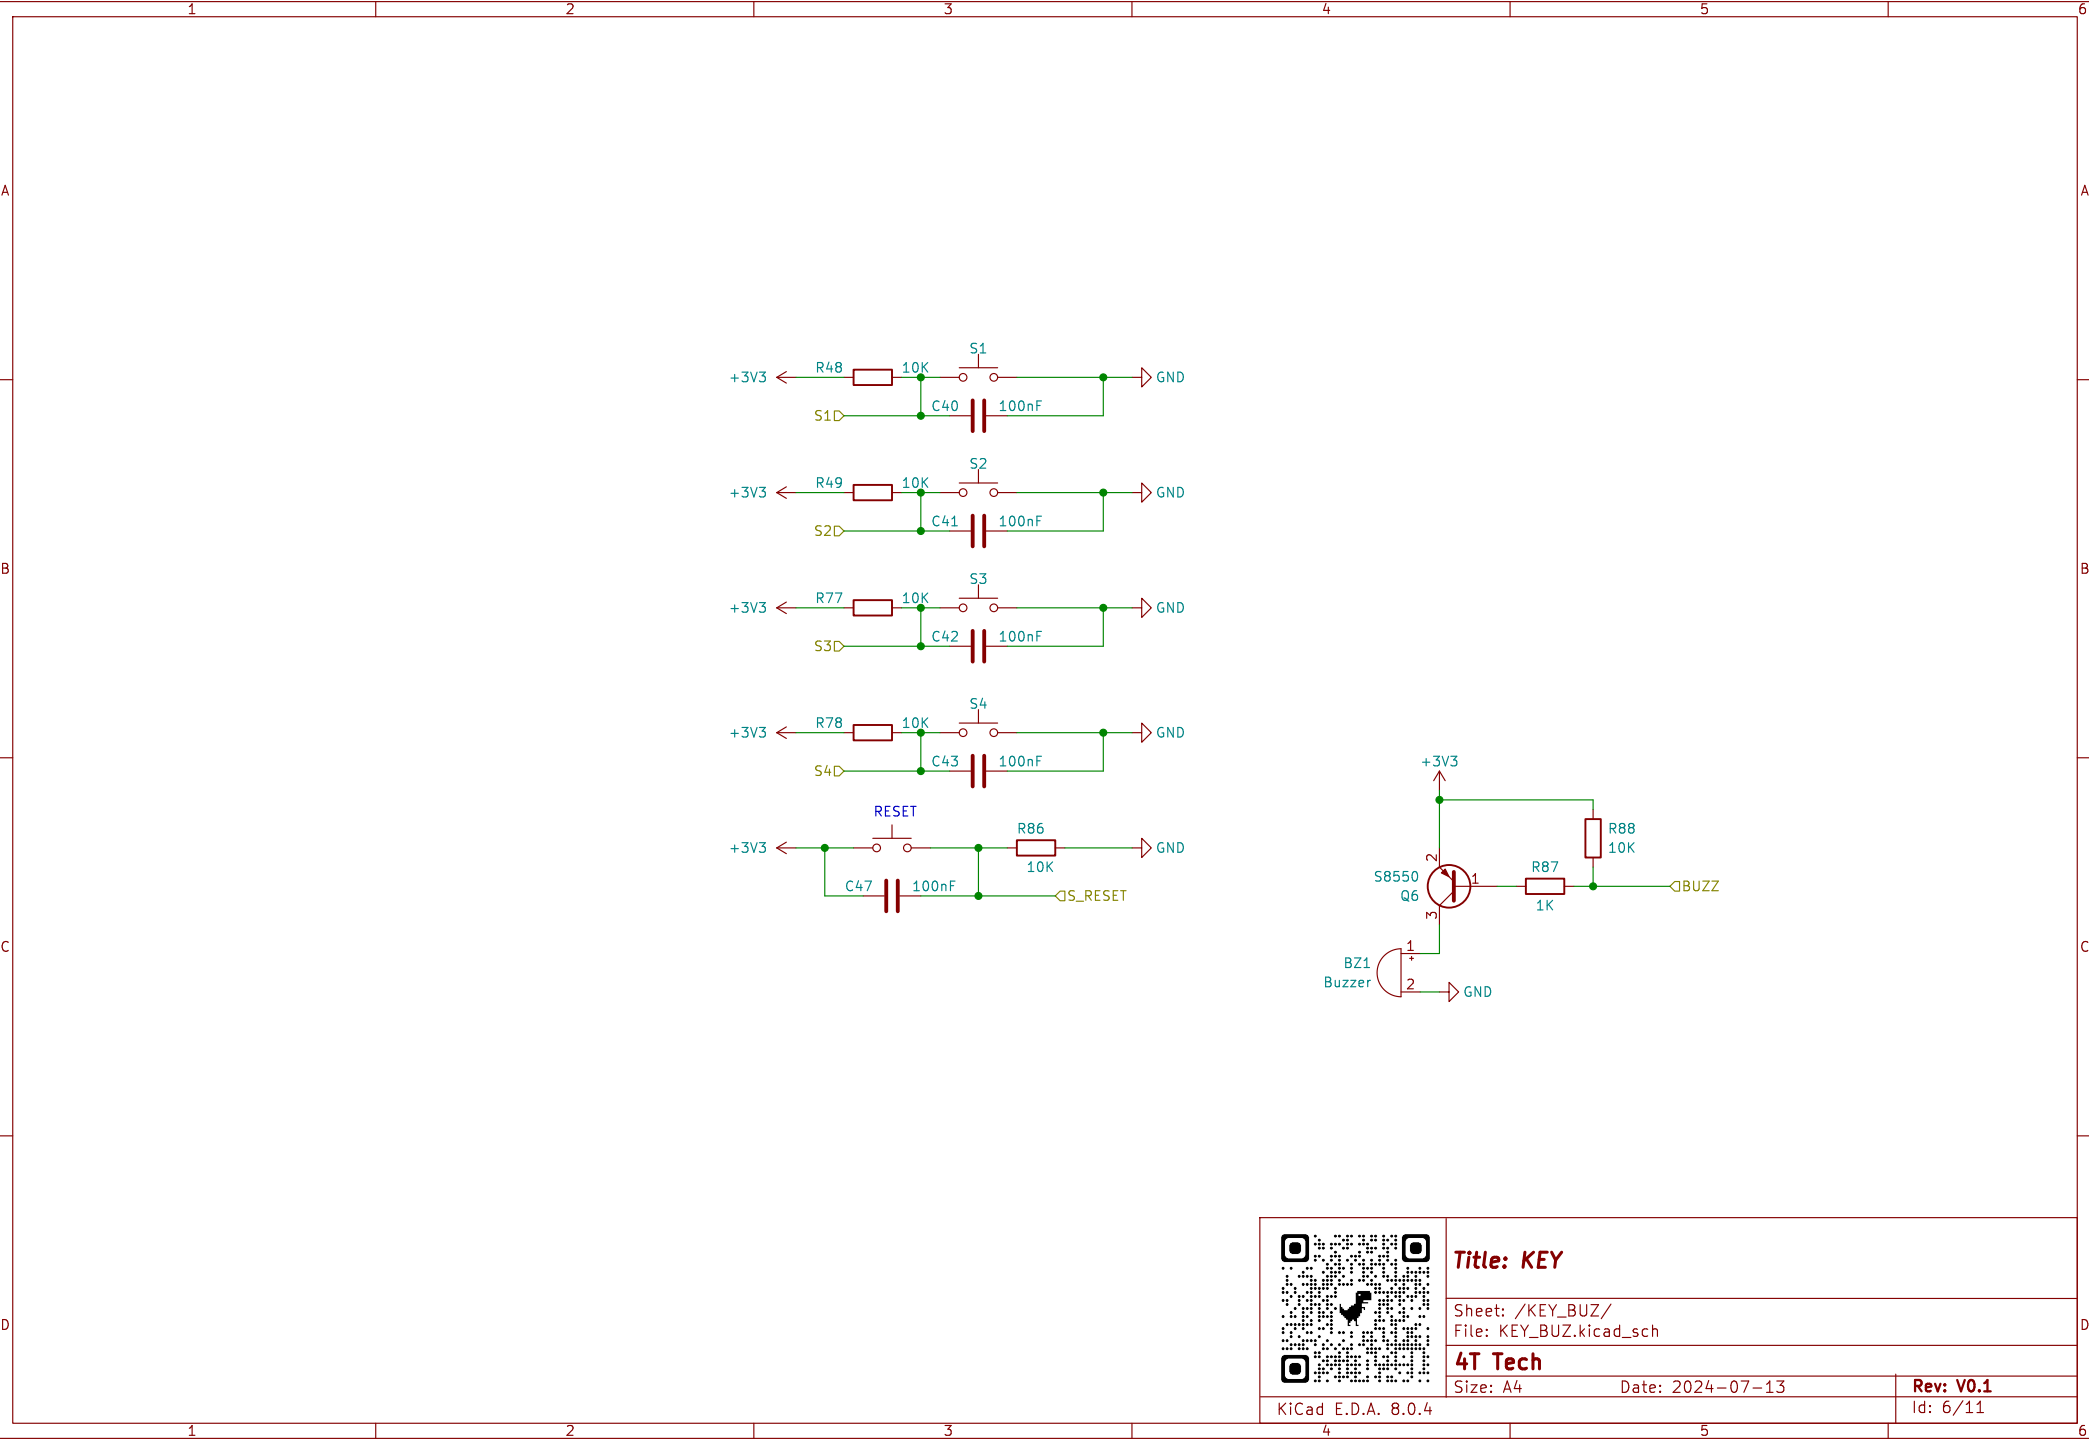 1 2 3 4 5 6
A A
S1
R48 10K
+3V3 GND
C40 100nF
S1
S2
R49 10K
+3V3 GND
C41 100nF
S2
B B
S3
R77 10K
+3V3 GND
C42 100nF
S3
S4
R78 10K
+3V3 GND
C43 100nF
S4
RESET
R86
+3V3 GND
10K
C47 100nF
S_RESET
+3V3
R88
10K
2
R87
S8550 1
Q6
BUZZ
1K
3
C C
1
+
BZ1
Buzzer
2 GND
Title: KEY
Sheet: /KEY_BUZ/
D D
File: KEY_BUZ.kicad_sch
4T Tech
Size: A4 Date: 2024-07-13 Rev: V0.1
KiCad E.D.A. 8.0.4 Id: 6/11
1 2 3 4 5 6